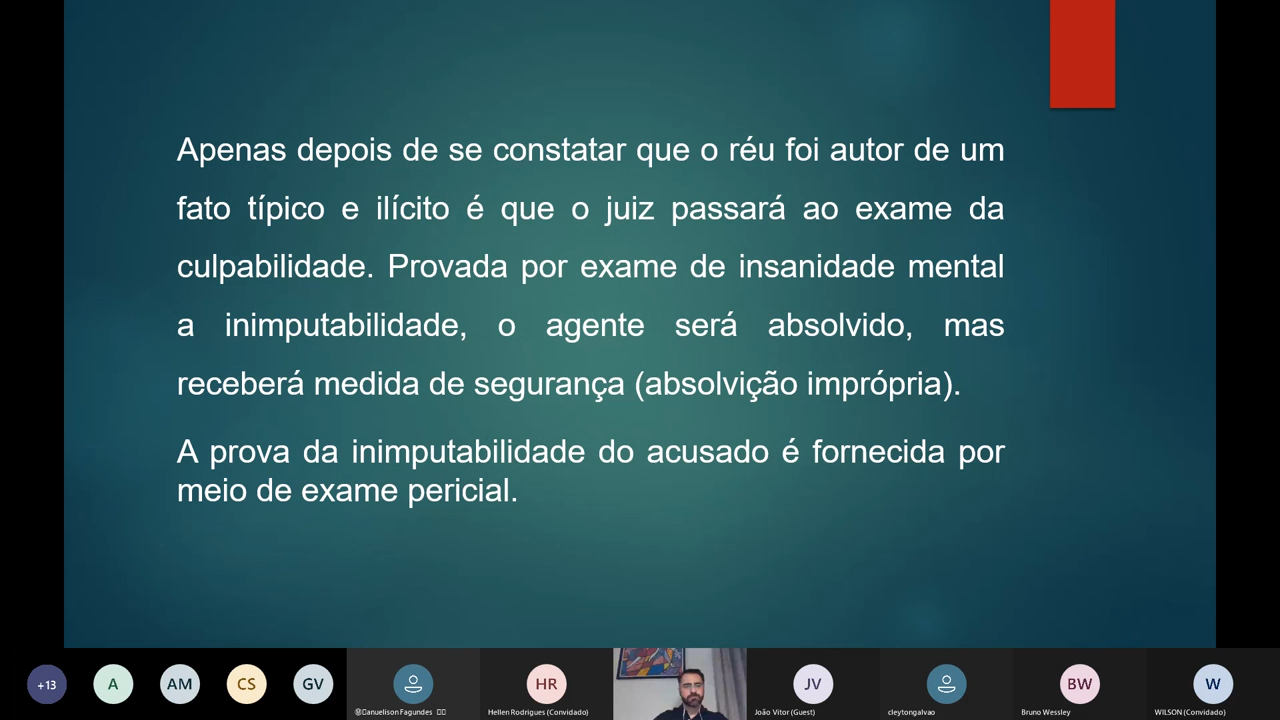 Apenas depois de se constatar que o réu foi autor de um
fato típico e ilícito é que o juiz passará ao exame da
culpabilidade. Provada por exame de insanidade mental
a inimputabilidade, o agente será absolvido, mas
receberá medida de segurança (absolvição imprópria).
A prova da inimputabilidade do acusado é fornecida por
meio de exame pericial.
+13
A
AM
CS
GV
HR
JV
BW
W
anuelison Fagundes
Hellen Rodrigues (Convidado)
João Vitor (Guest)
cleytongalvao
Bruno Wessley
WILSON (Convidado)